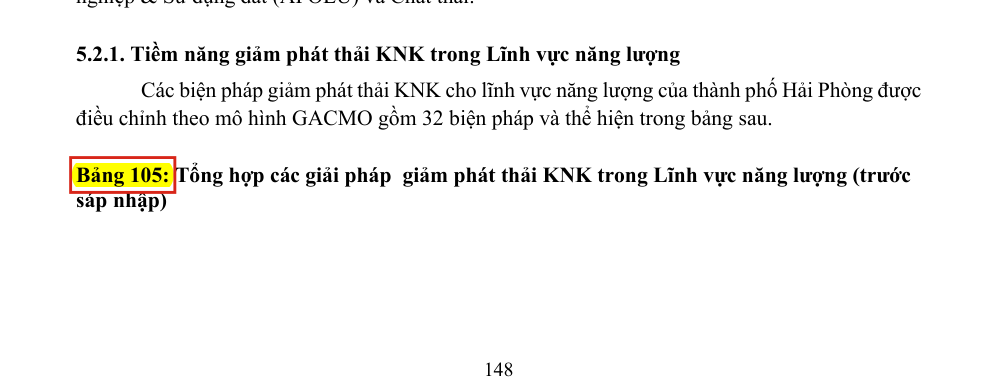 5.2.1. Tiềm năng giảm phát thải KNK trong Lĩnh vực năng lượng
Các biện pháp giảm phát thải KNK cho lĩnh vực năng lượng của thành phố Hải Phòng được
điều chỉnh theo mô hình GACMO gồm 32 biện pháp và thể hiện trong bảng sau.
Bảng 105: Tổng hợp các giải pháp giảm phát thải KNK trong Lĩnh vực năng lượng (trước
sáp nhập)
148